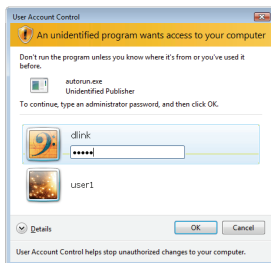 User Account Control
An unidentified program wants access to your computer
Don't run the program unless you know where it's from or you've used it
before.
autorun.exe
Unidentified Publisher
To continue, type an administrator password, and then click OK.
dlink
•••••
user1
Details
OK
Cancel
User Account Control helps stop unauthorized changes to your computer.